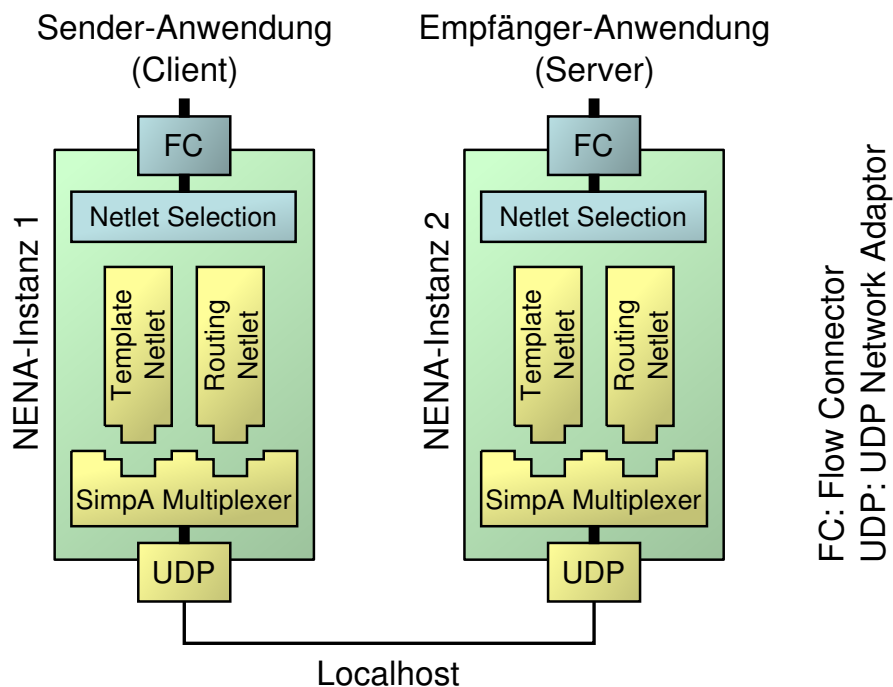 Sender-Anwendung
(Client)
Empfänger-Anwendung
(Server)
FC
FC
NENA-Instanz 1
Netlet Selection
NENA-Instanz 2
Netlet Selection
Template
Netlet
Routing
Netlet
Template
Netlet
Routing
Netlet
SimpA Multiplexer
SimpA Multiplexer
UDP
UDP
Localhost
FC: Flow Connector
UDP: UDP Network Adaptor